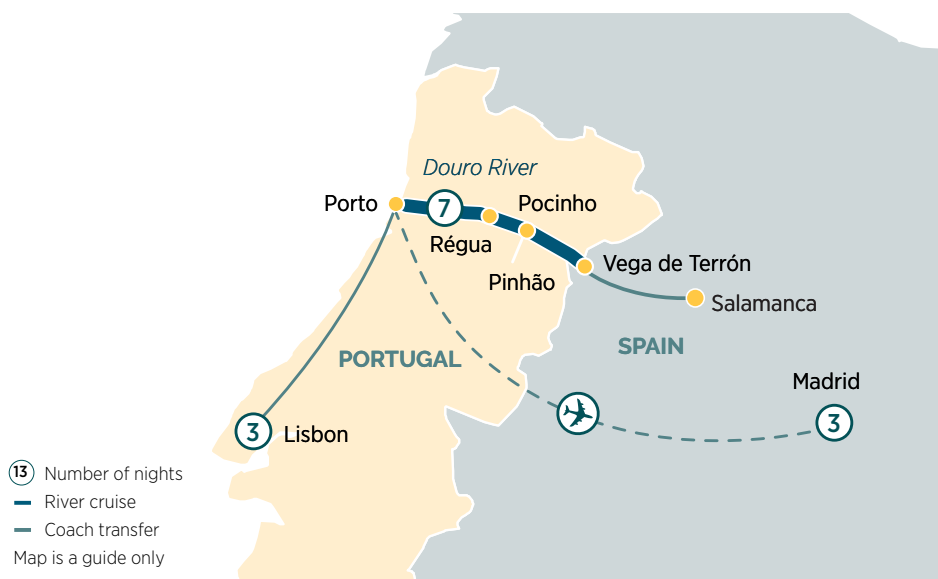 Douro River
Porto
7
Pocinho
Régua
Pinhão
Vega de Terrón
Salamanca
PORTUGAL
SPAIN
Madrid
3
3
Lisbon
13 Number of nights
River cruise
Coach transfer
Map is a guide only